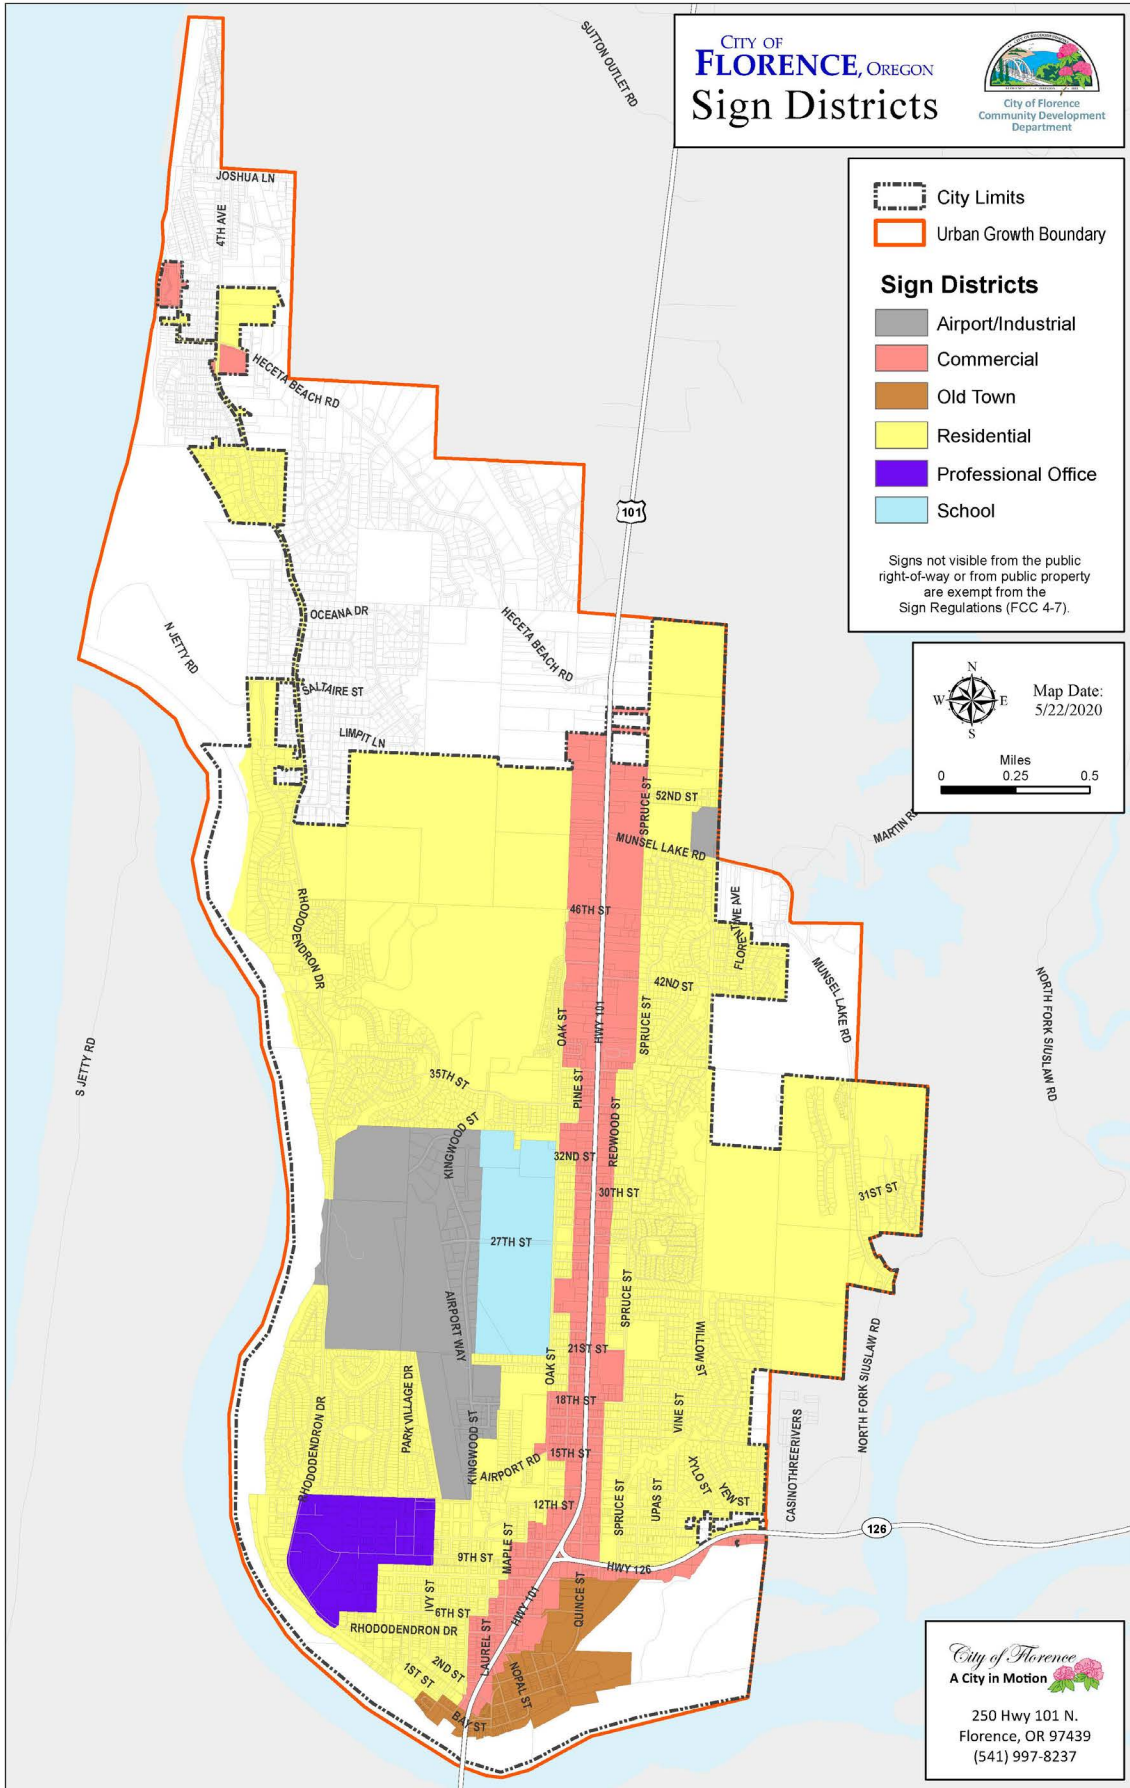 CITY OF
FLORENCE, OREGON
Sign Districts
City of Florence
Community Development
Department
City Limits
Urban Growth Boundary
Sign Districts
Airport/Industrial
Commercial
Old Town
Residential
Professional Office
School
Signs not visible from the public
right-of-way or from public property
are exempt from the
Sign Regulations (FCC 4-7).
N
W
E
S
Map Date:
5/22/2020
Miles
0
0.25
0.5
SUTTON OUTLET RD
JOSHUA LN
4TH AVE
HECETA BEACH RD
101
OCEANA DR
HECETA BEACH RD
N JETTY RD
SALTAIRE ST
LIMPIT LN
SPRUCE ST
52ND ST
MUNSEL LAKE RD
MARTIN R
RHODODENDRON DR
46TH ST
42ND ST
MUNSEL LAKE RD
NORTH FORK SIUSLAW RD
S JETTY RD
OAK ST
HWY 101
SPRUCE ST
35TH ST
PINE ST
REDWOOD ST
KINGWOOD ST
32ND ST
30TH ST
31ST ST
27TH ST
AIRPORT WAY
SPRUCE ST
WILLOW ST
21ST ST
OAK ST
NORTH FORK SIUSLAW RD
PARK VILLAGE DR
RHODODENDRON DR
18TH ST
VINE ST
CASINOTHREERIVERS
KINGWOOD ST
AIRPORT RD
15TH ST
XYLO ST
YEW ST
12TH ST
SPRUCE ST
UPAS ST
126
MAPLE ST
9TH ST
HWY 126
IVY ST
6TH ST
HWY 101
QUINCE ST
RHODODENDRON DR
LAUREL ST
2ND ST
1ST ST
NOPAL ST
BAY ST
City of Florence
A City in Motion
250 Hwy 101 N.
Florence, OR 97439
(541) 997-8237